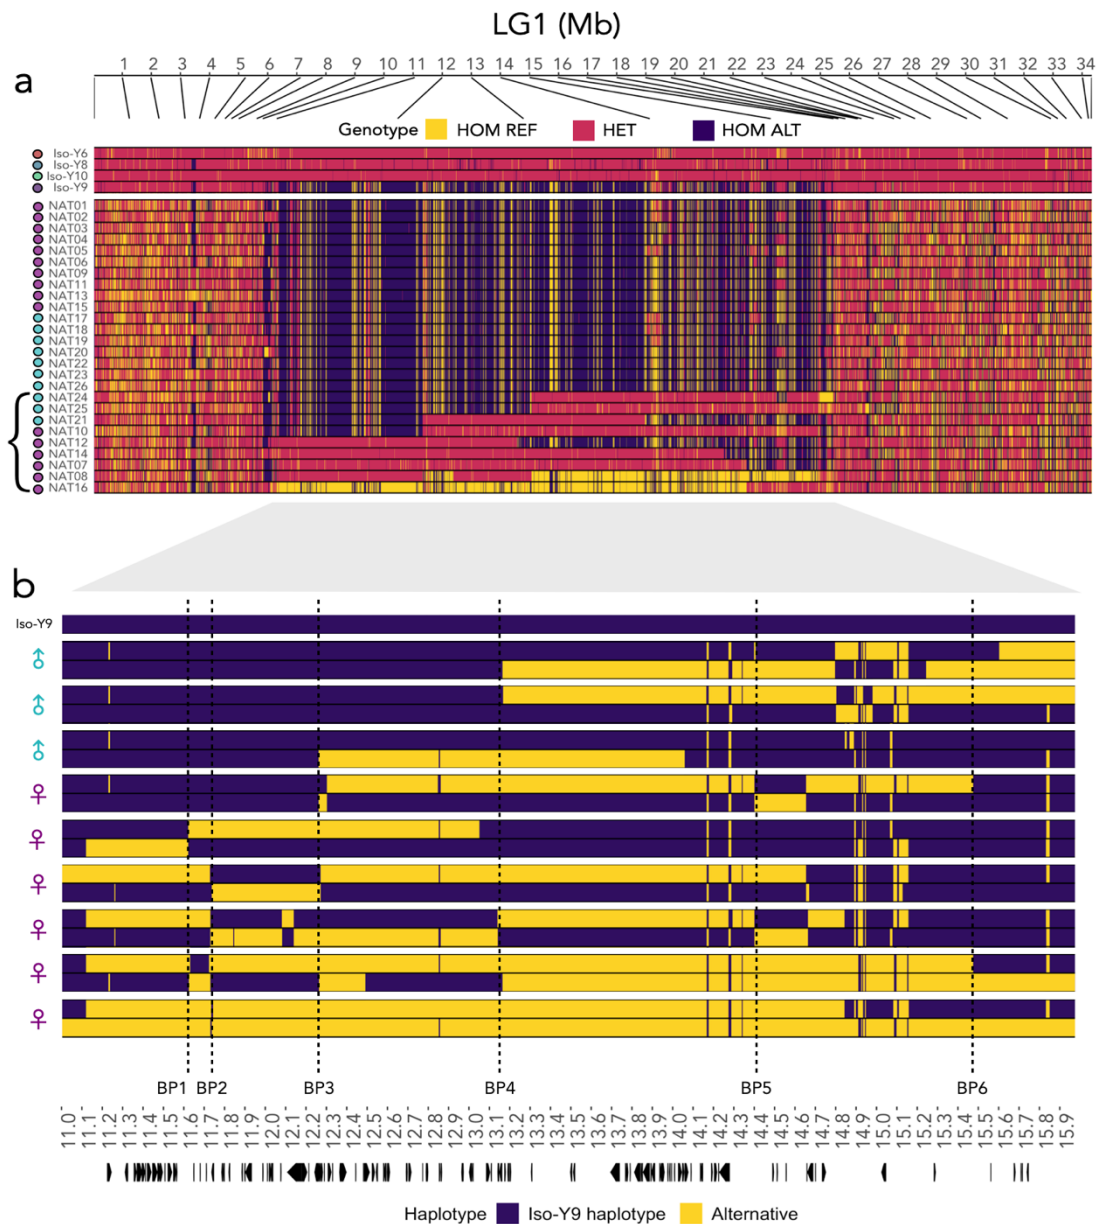 LG1 (Mb)
a
1 2 3 4 5 6 7 8 9 10 11 12 13 14 15 16 17 18 19 20 21 22 23 24 25 26 27 28 29 30 31 32 33 34
Genotype HOM REF HET HOM ALT
Iso-Y6
Iso-Y8
Iso-Y10
Iso-Y9
NAT01
NAT02
NAT03
NAT04
NAT05
NAT06
NAT09
NAT11
NAT13
NAT15
NAT17
NAT18
NAT19
NAT20
NAT22
NAT23
NAT26
NAT24
NAT25
NAT21
NAT10
NAT12
NAT14
NAT07
NAT08
NAT16
b
Iso-Y9
♂
♂
♂
♀
♀
♀
♀
♀
♀
BP1 BP2 BP3 BP4 BP5 BP6
11.0 11.1 11.2 11.3 11.4 11.5 11.6 11.7 11.8 11.9 12.0 12.1 12.2 12.3 12.4 12.5 12.6 12.7 12.8 12.9 13.0 13.1 13.2 13.3 13.4 13.5 13.6 13.7 13.8 13.9 14.0 14.1 14.2 14.3 14.4 14.5 14.6 14.7 14.8 14.9 15.0 15.1 15.2 15.3 15.4 15.5 15.6 15.7 15.8 15.9
Haplotype Iso-Y9 haplotype Alternative